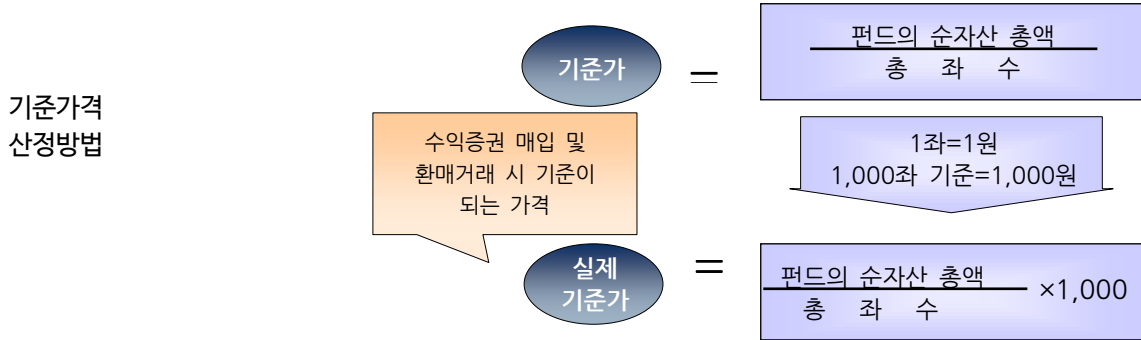 기준가격
산정방법
기준가
=
펀드의 순자산 총액
총 좌 수
수익증권 매입 및
환매거래 시 기준이
되는 가격
1좌=1원
1,000좌 기준=1,000원
실제
기준가
=
펀드의 순자산 총액
총 좌 수
×1,000